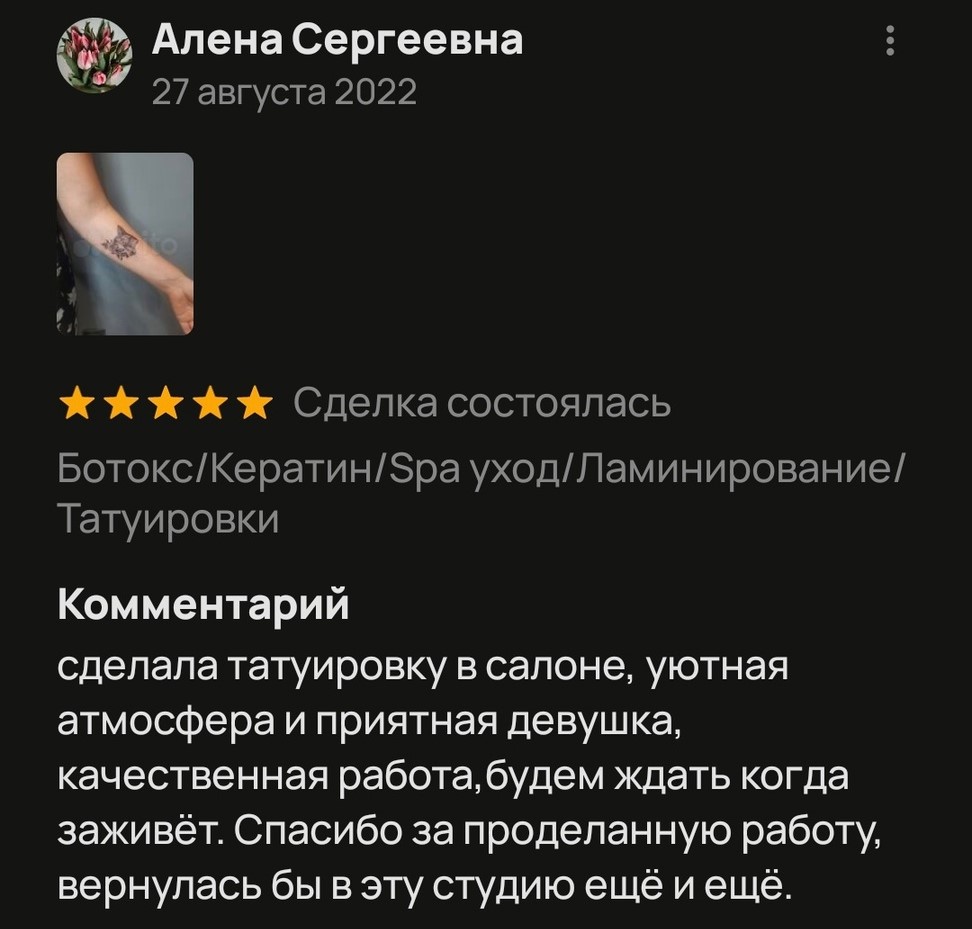 Алена Сергеевна
27 августа 2022
Сделка состоялась
Ботокс/Кератин/Spa уход/Ламинирование/
Татуировки
Комментарий
сделала татуировку в салоне, уютная
атмосфера и приятная девушка,
качественная работа,будем ждать когда
заживёт. Спасибо за проделанную работу,
вернулась бы в эту студию ещё и ещё.